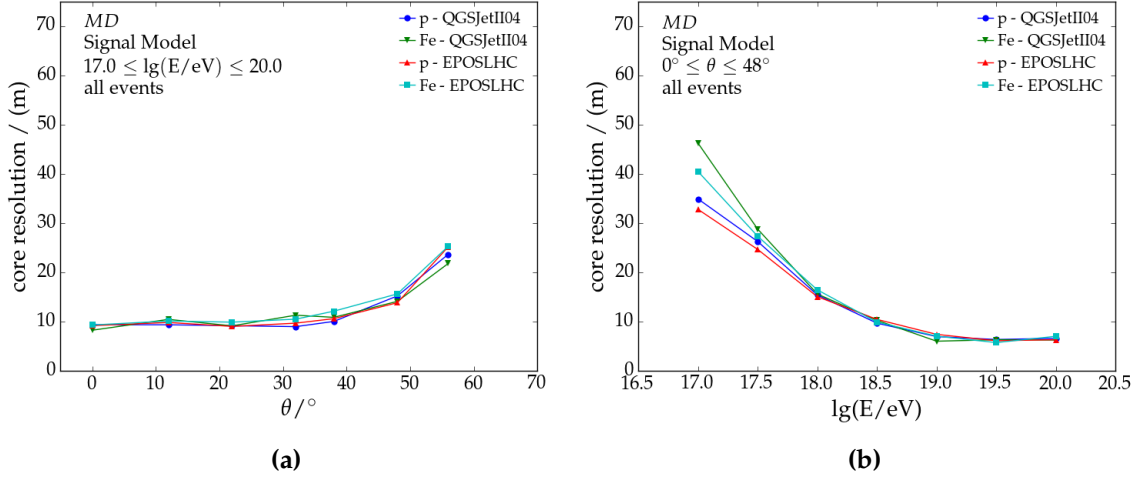 MD
Signal Model
17.0 ≤ lg(E/eV) ≤ 20.0
all events
p - QGSJetII04
Fe - QGSJetII04
p - EPOSLHC
Fe - EPOSLHC
core resolution / (m)
70
60
50
40
30
20
10
0
0 10 20 30 40 50 60 70
θ/°
(a)
MD
Signal Model
0° ≤ θ ≤ 48°
all events
p - QGSJetII04
Fe - QGSJetII04
p - EPOSLHC
Fe - EPOSLHC
core resolution / (m)
70
60
50
40
30
20
10
0
16.5 17.0 17.5 18.0 18.5 19.0 19.5 20.0 20.5
lg(E/eV)
(b)